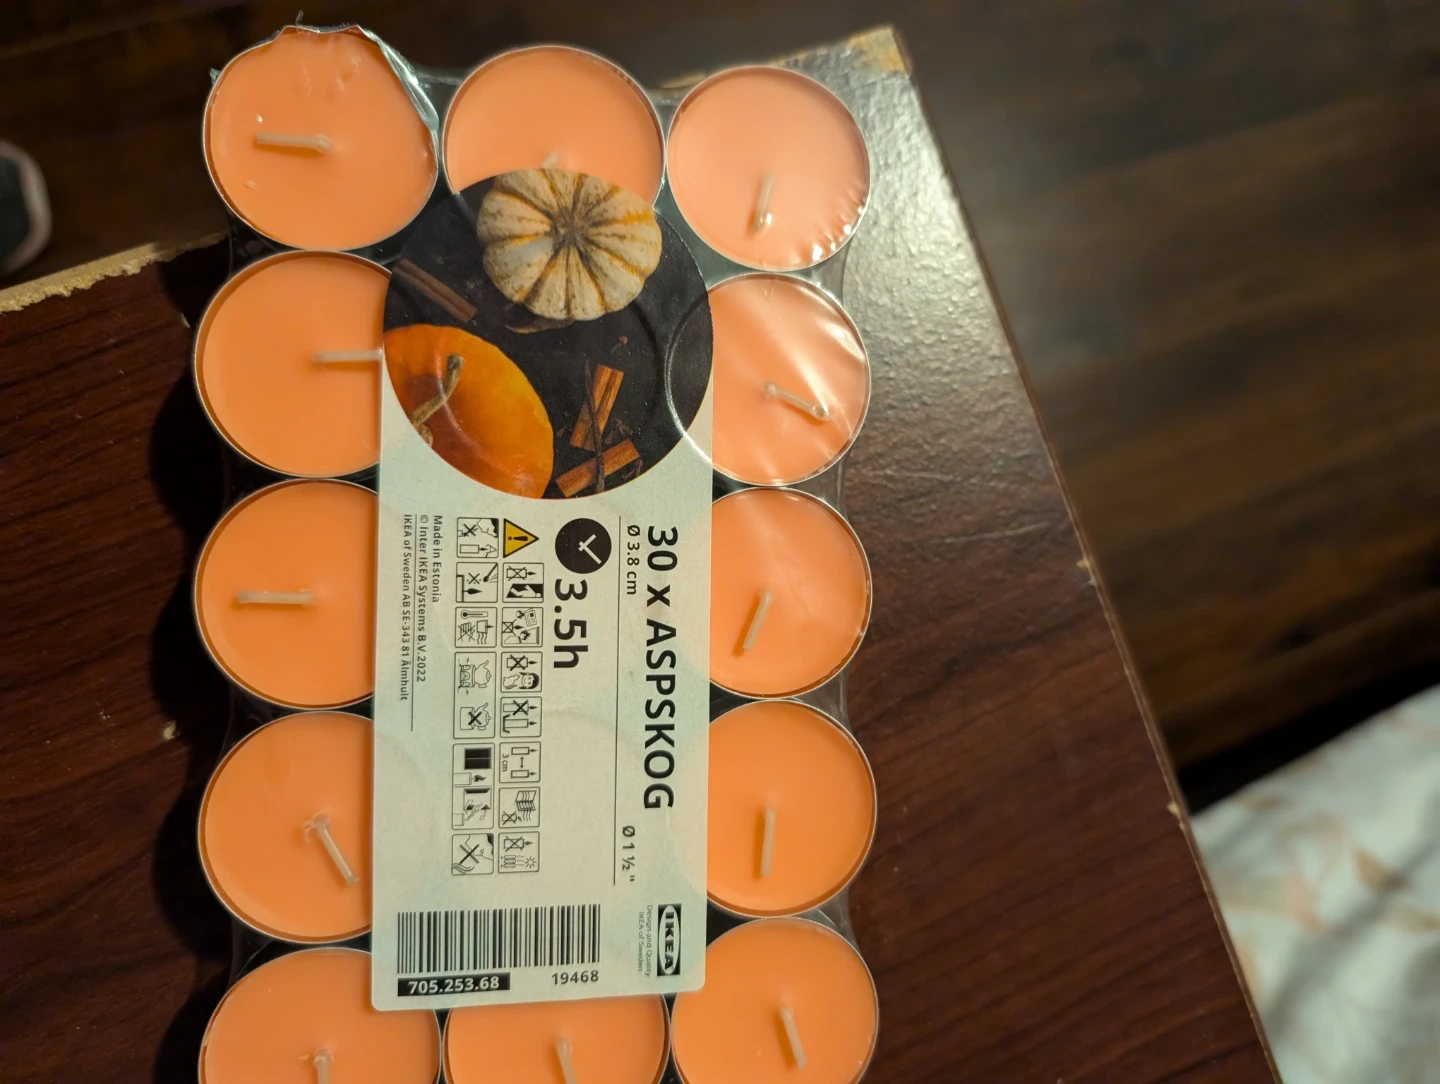 30 X ASPSKOG
Ø 3.8 cm
Ø 1 ½"
3.5h
3 cm
Made in Estonia
© Inter IKEA Systems B.V. 2022
IKEA of Sweden AB SE-343 81 Älmhult
IKEA
Design and Quality
IKEA of Sweden
705.253.68
19468